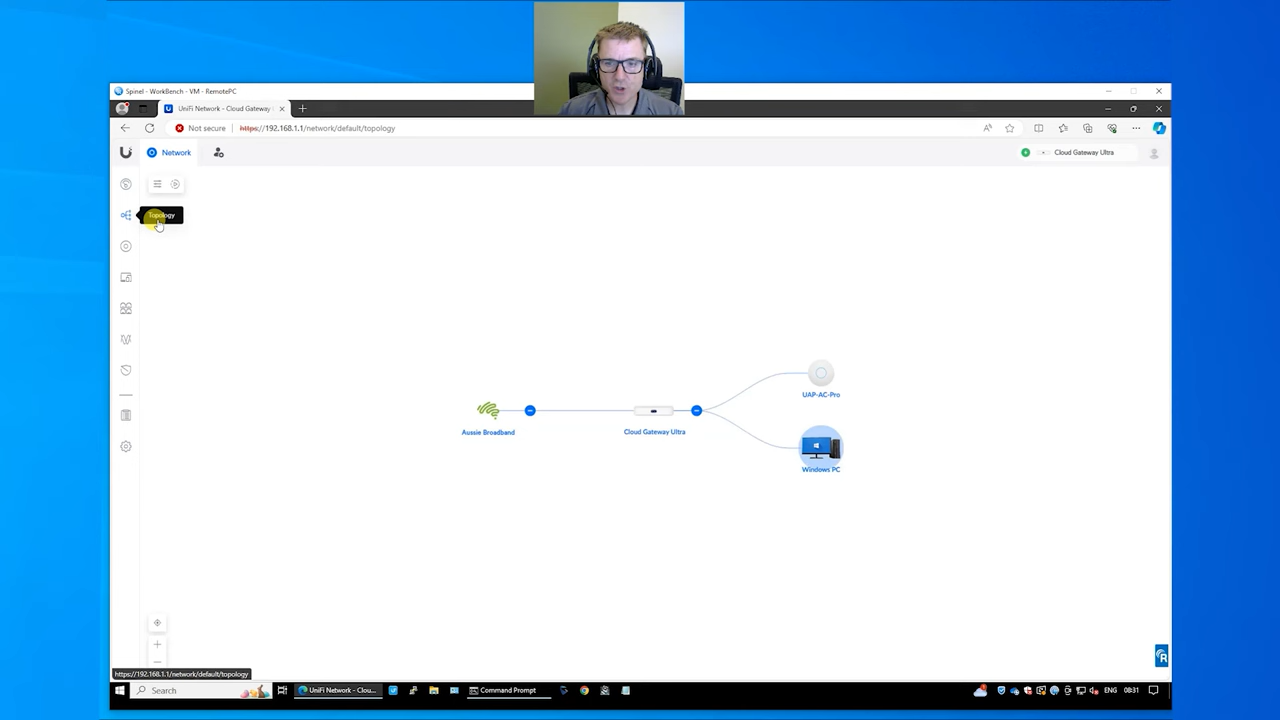 Spinel - WorkBench - VM - RemotePC
UniFi Network - Cloud Gateway
Not secure
https://192.168.1.1/network/default/topology
Network
Cloud Gateway Ultra
Topology
UAP-AC-Pro
Aussie Broadband
Cloud Gateway Ultra
Windows PC
https://192.168.1.1/network/default/topology
Search
UniFi Network - Clou...
Command Prompt
ENG
08:31